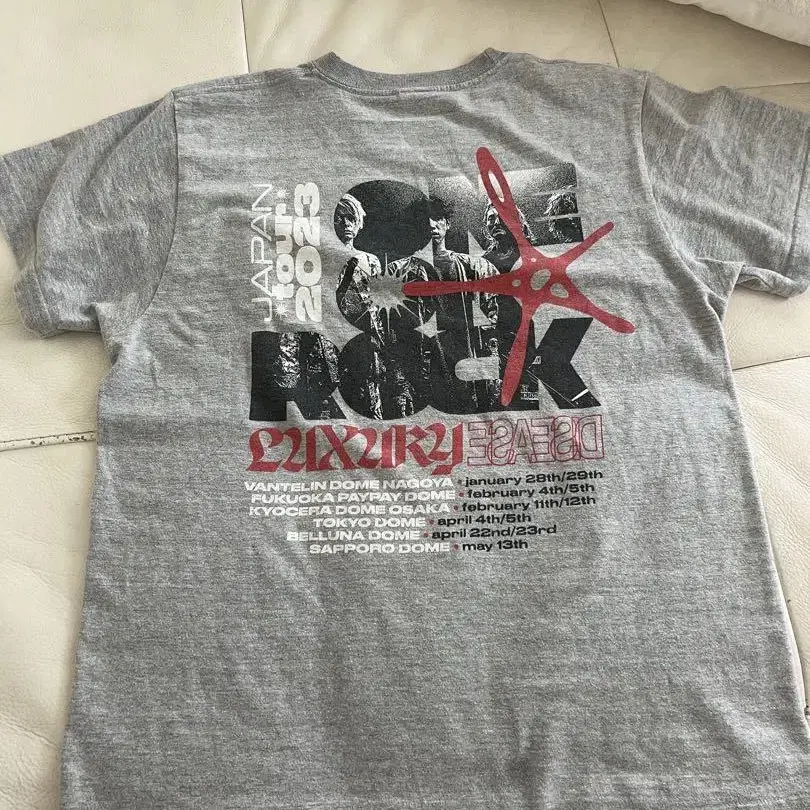 JAPAN
*tour*
2023
ONE
OK
ROCK
LUXURY DISEASE
VANTELIN DOME NAGOYA • january 28th/29th
FUKUOKA PAYPAY DOME • february 4th/5th
KYOCERA DOME OSAKA • february 11th/12th
TOKYO DOME • april 4th/5th
BELLUNA DOME • april 22nd/23rd
SAPPORO DOME • may 13th